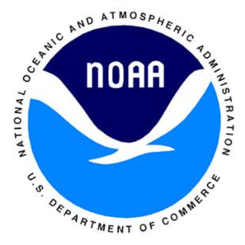 NATIONAL OCEANIC AND ATMOSPHERIC ADMINISTRATION
NOAA
U.S. DEPARTMENT OF COMMERCE